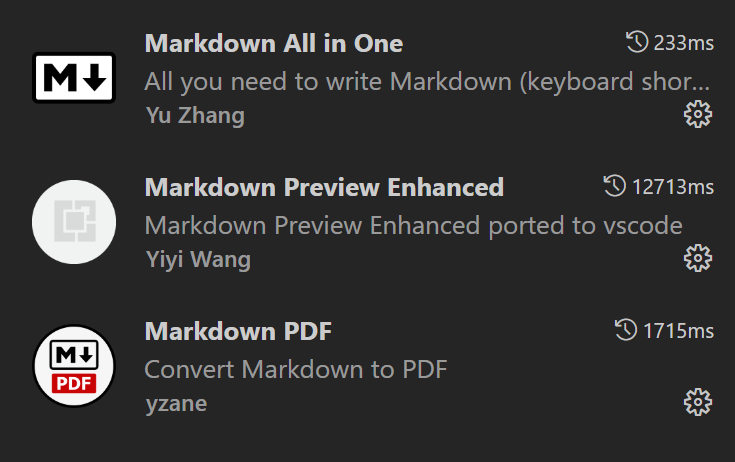 Markdown All in One 233ms
All you need to write Markdown (keyboard shor...
Yu Zhang
Markdown Preview Enhanced 12713ms
Markdown Preview Enhanced ported to vscode
Yiyi Wang
Markdown PDF 1715ms
M PDF
Convert Markdown to PDF
yzane